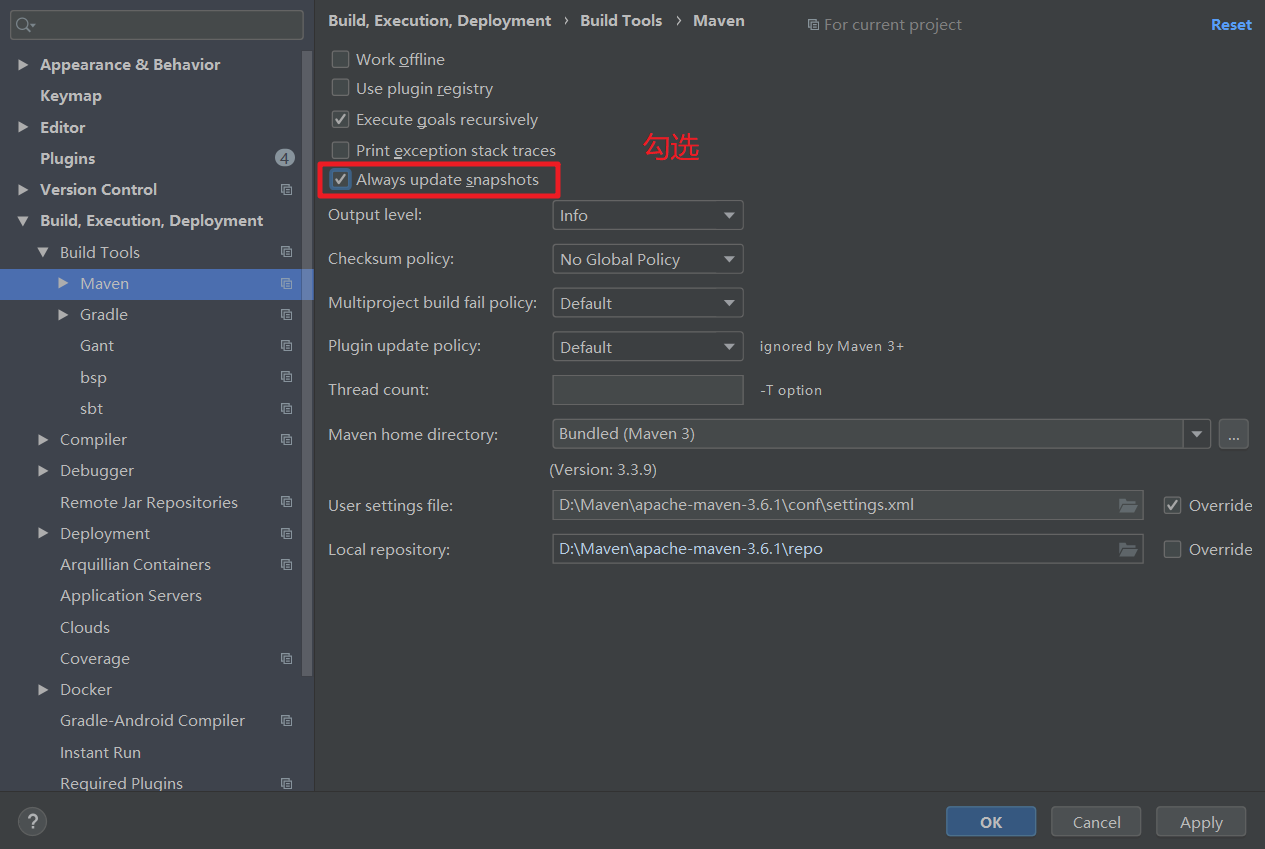 Appearance & Behavior
Keymap
Editor
Plugins 4
Version Control
Build, Execution, Deployment
Build Tools
Maven
Gradle
Gant
bsp
sbt
Compiler
Debugger
Remote Jar Repositories
Deployment
Arquillian Containers
Application Servers
Clouds
Coverage
Docker
Gradle-Android Compiler
Instant Run
Required Plugins
Build, Execution, Deployment › Build Tools › Maven For current project Reset
Work offline
Use plugin registry
Execute goals recursively
勾选
Print exception stack traces
Always update snapshots
Output level: Info
Checksum policy: No Global Policy
Multiproject build fail policy: Default
Plugin update policy: Default ignored by Maven 3+
Thread count: -T option
Maven home directory: Bundled (Maven 3) ...
(Version: 3.3.9)
User settings file: D:\Maven\apache-maven-3.6.1\conf\settings.xml Override
Local repository: D:\Maven\apache-maven-3.6.1\repo Override
? OK Cancel Apply